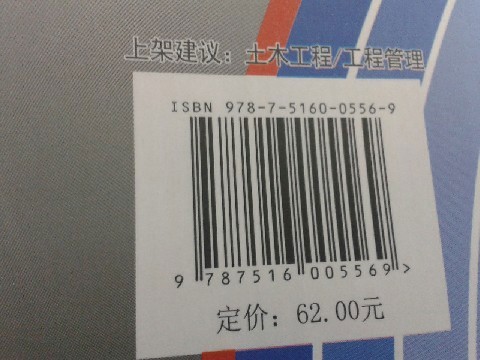 上架建议：土木工程/工程管理
ISBN 978-7-5160-0556-9
9 787516 005569 >
定价：62.00元